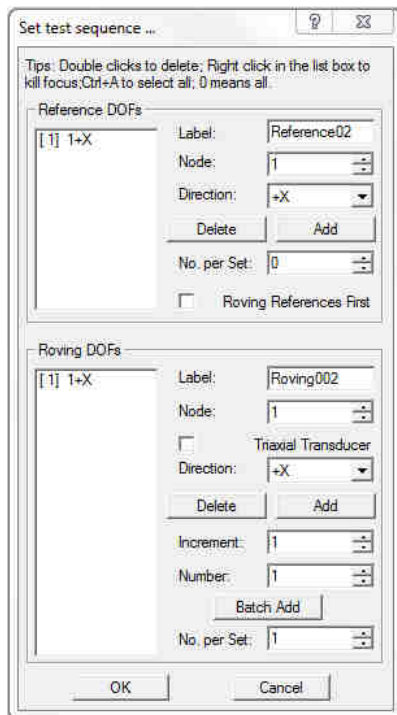 Set test sequence ...
Tips: Double clicks to delete; Right click in the list box to
kill focus;Ctrl+A to select all; 0 means all.
Reference DOFs
[ 1] 1+X
Label: Reference02
Node: 1
Direction: +X
Delete Add
No. per Set: 0
Roving References First
Roving DOFs
[ 1] 1+X
Label: Roving002
Node: 1
Triaxial Transducer
Direction: +X
Delete Add
Increment: 1
Number: 1
Batch Add
No. per Set: 1
OK Cancel